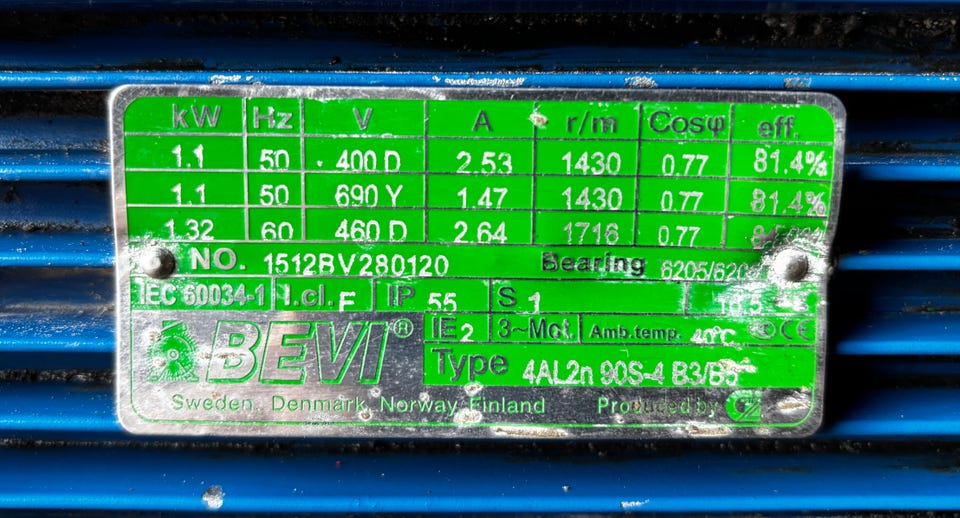 kW Hz V A r/m Cosφ eff.
1.1 50 400 D 2.53 1430 0.77 81.4%
1.1 50 690 Y 1.47 1430 0.77 81.4%
1.32 60 460 D 2.64 1716 0.77
NO. 1512BV280120 Bearing
IEC 60034-1 I.cl. F IP 55 S 1
IE2 3~Mot. Amb.temp. 40°C CE
BEVI®
Type 4AL2n 90S-4 B3/B5
Sweden Denmark Norway Finland Produced by